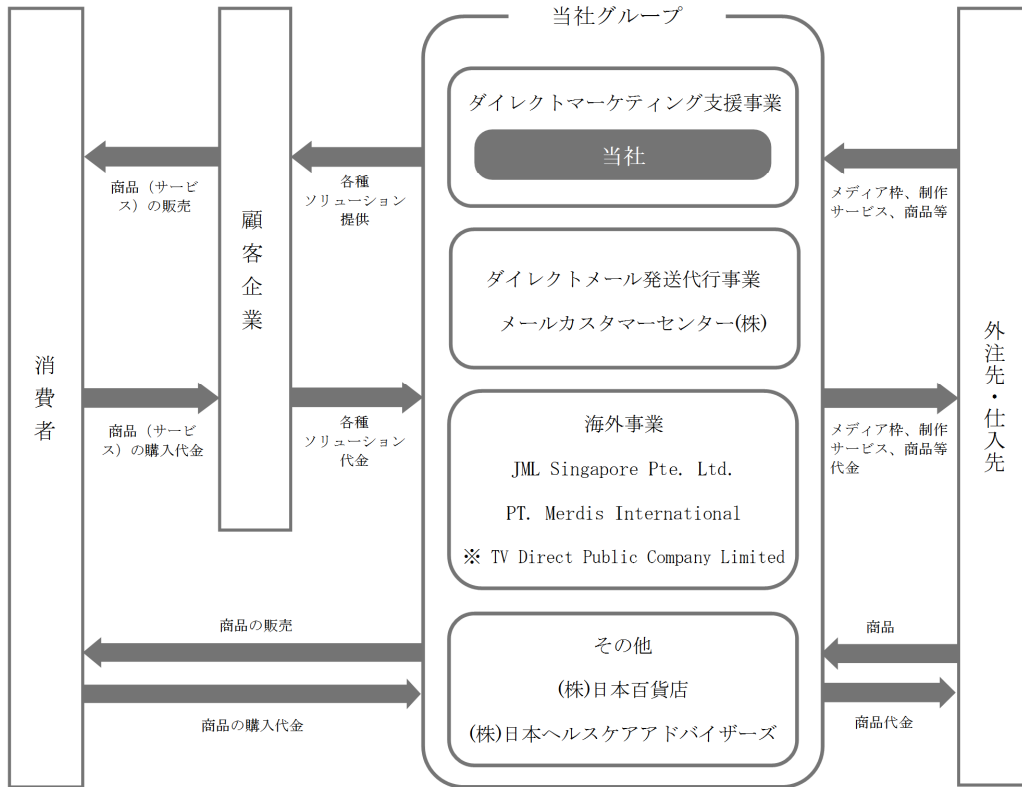 当社グループ
ダイレクトマーケティング支援事業
当社
商品（サービ
ス）の販売
各種
ソリューション
提供
メディア枠、制作
サービス、商品等
顧客企業
ダイレクトメール発送代行事業
メールカスタマーセンター(株)
消費者
外注先・仕入先
商品（サービ
ス）の購入代金
各種
ソリューション
代金
メディア枠、制作
サービス、商品等
代金
海外事業
JML Singapore Pte. Ltd.
PT. Merdis International
※ TV Direct Public Company Limited
商品の販売
商品
その他
(株)日本百貨店
(株)日本ヘルスケアアドバイザーズ
商品の購入代金
商品代金